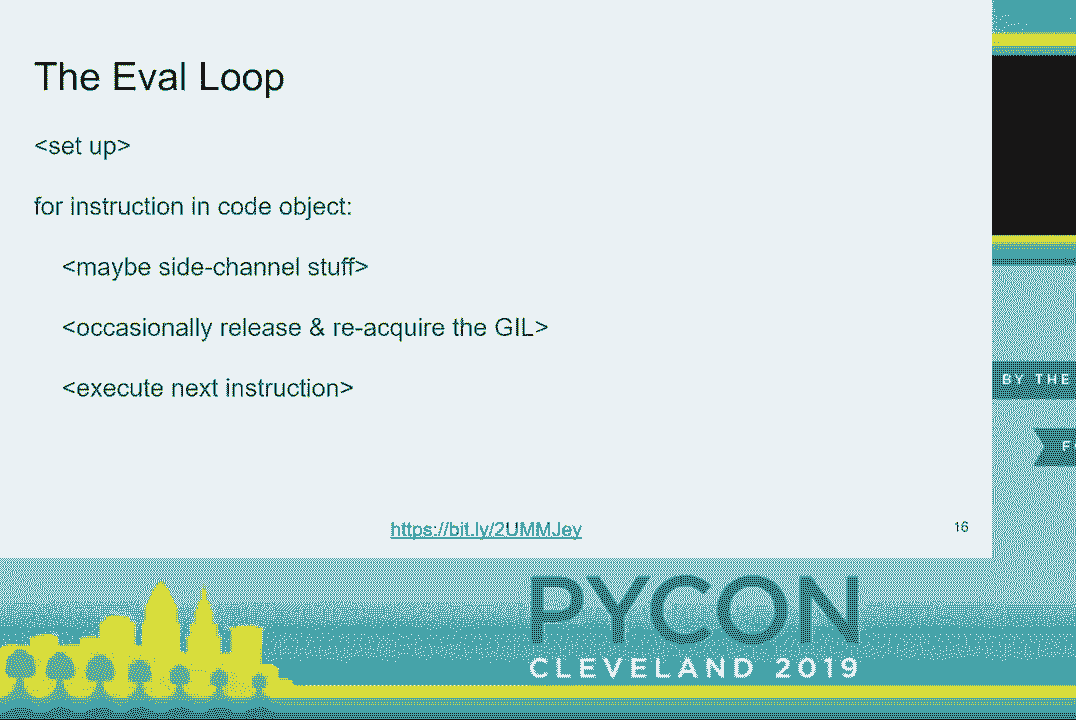 The Eval Loop
<set up>
for instruction in code object:
<maybe side-channel stuff>
<occasionally release & re-acquire the GIL>
<execute next instruction>
https://bit.ly/2UMMJey
16
BY THE
PYCON
CLEVELAND 2019